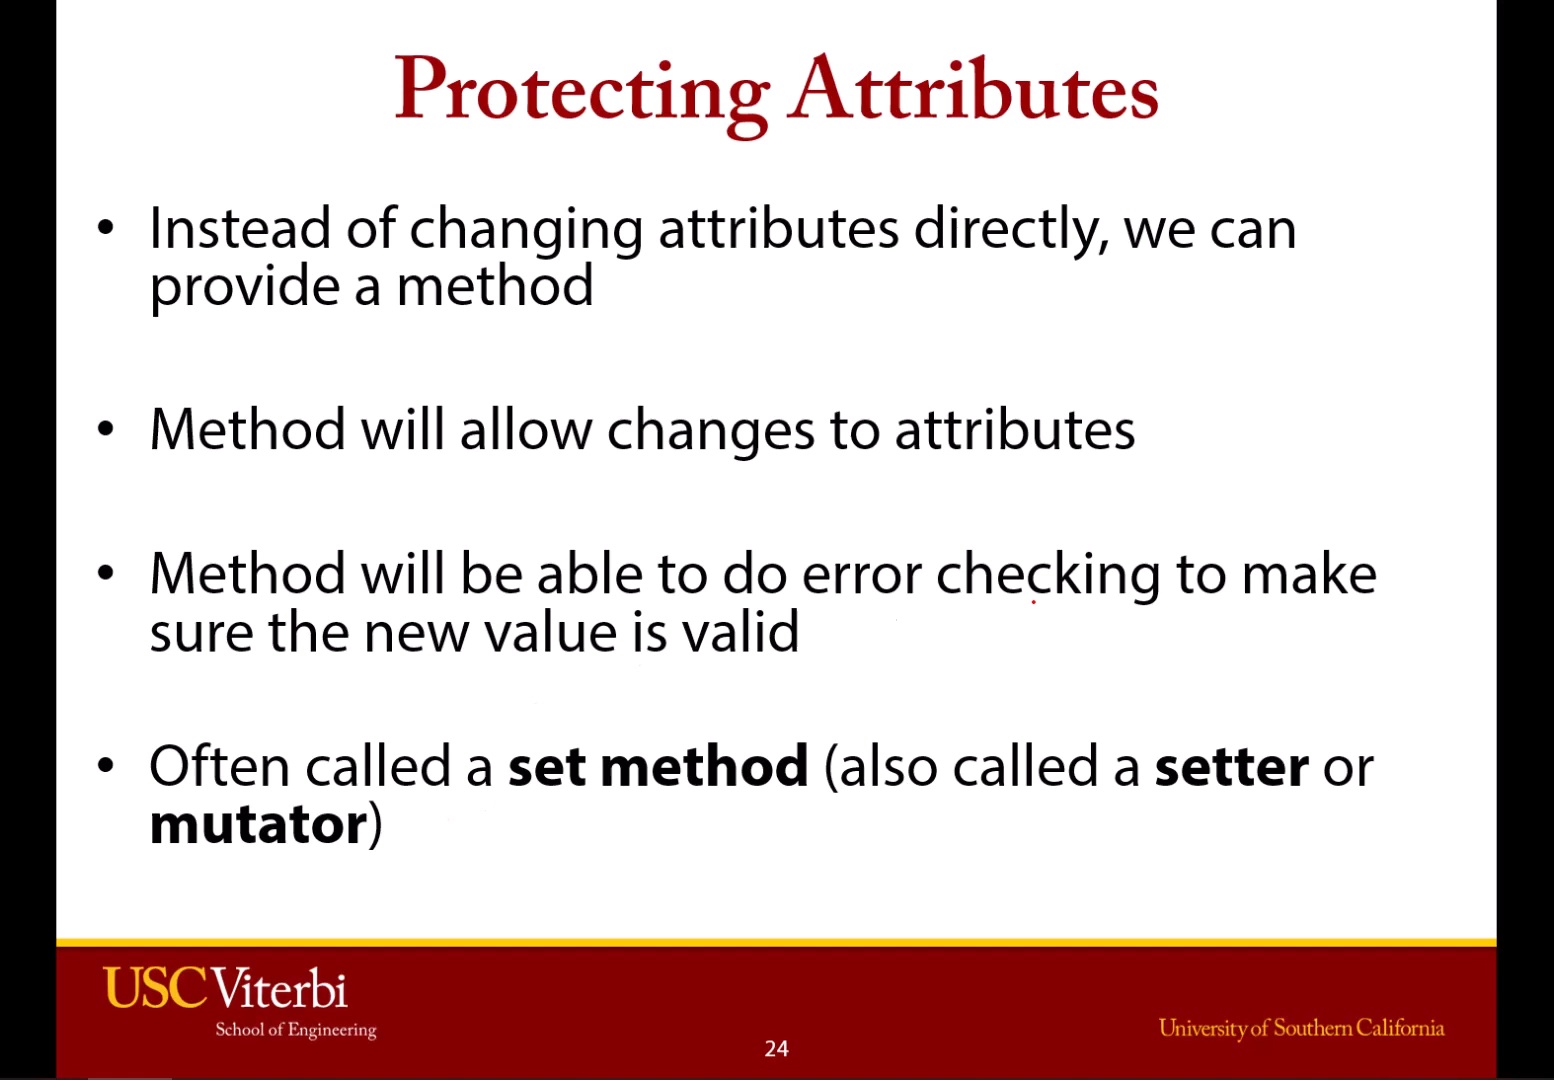 Protecting Attributes
• Instead of changing attributes directly, we can
provide a method
• Method will allow changes to attributes
• Method will be able to do error checking to make
sure the new value is valid
• Often called a set method (also called a setter or
mutator)
USC Viterbi
School of Engineering
24
University of Southern California